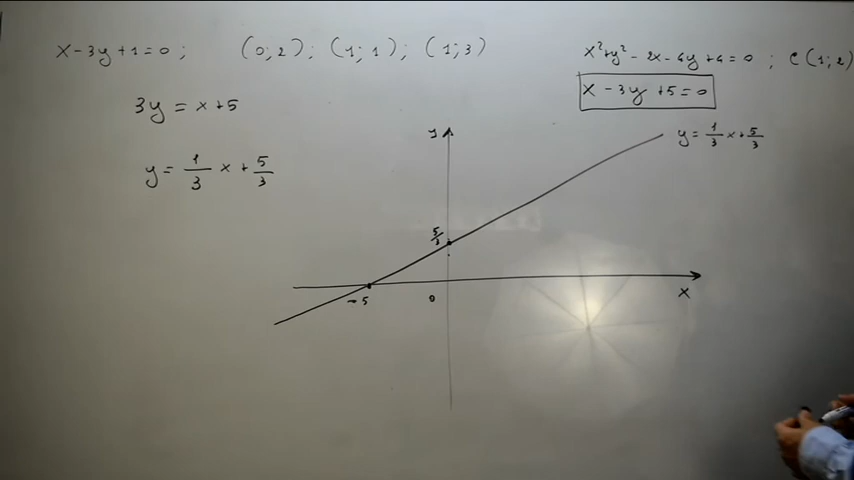 x - 3y + 1 = 0 ; (0; 2) ; (1; 1) ; (1; 3)
x² + y² - 2x - 4y + 4 = 0 ; C (1; 2)
x - 3y + 5 = 0
3y = x + 5
y = 1/3 x + 5/3
y
y = 1/3 x + 5/3
5/3
-5
0
x